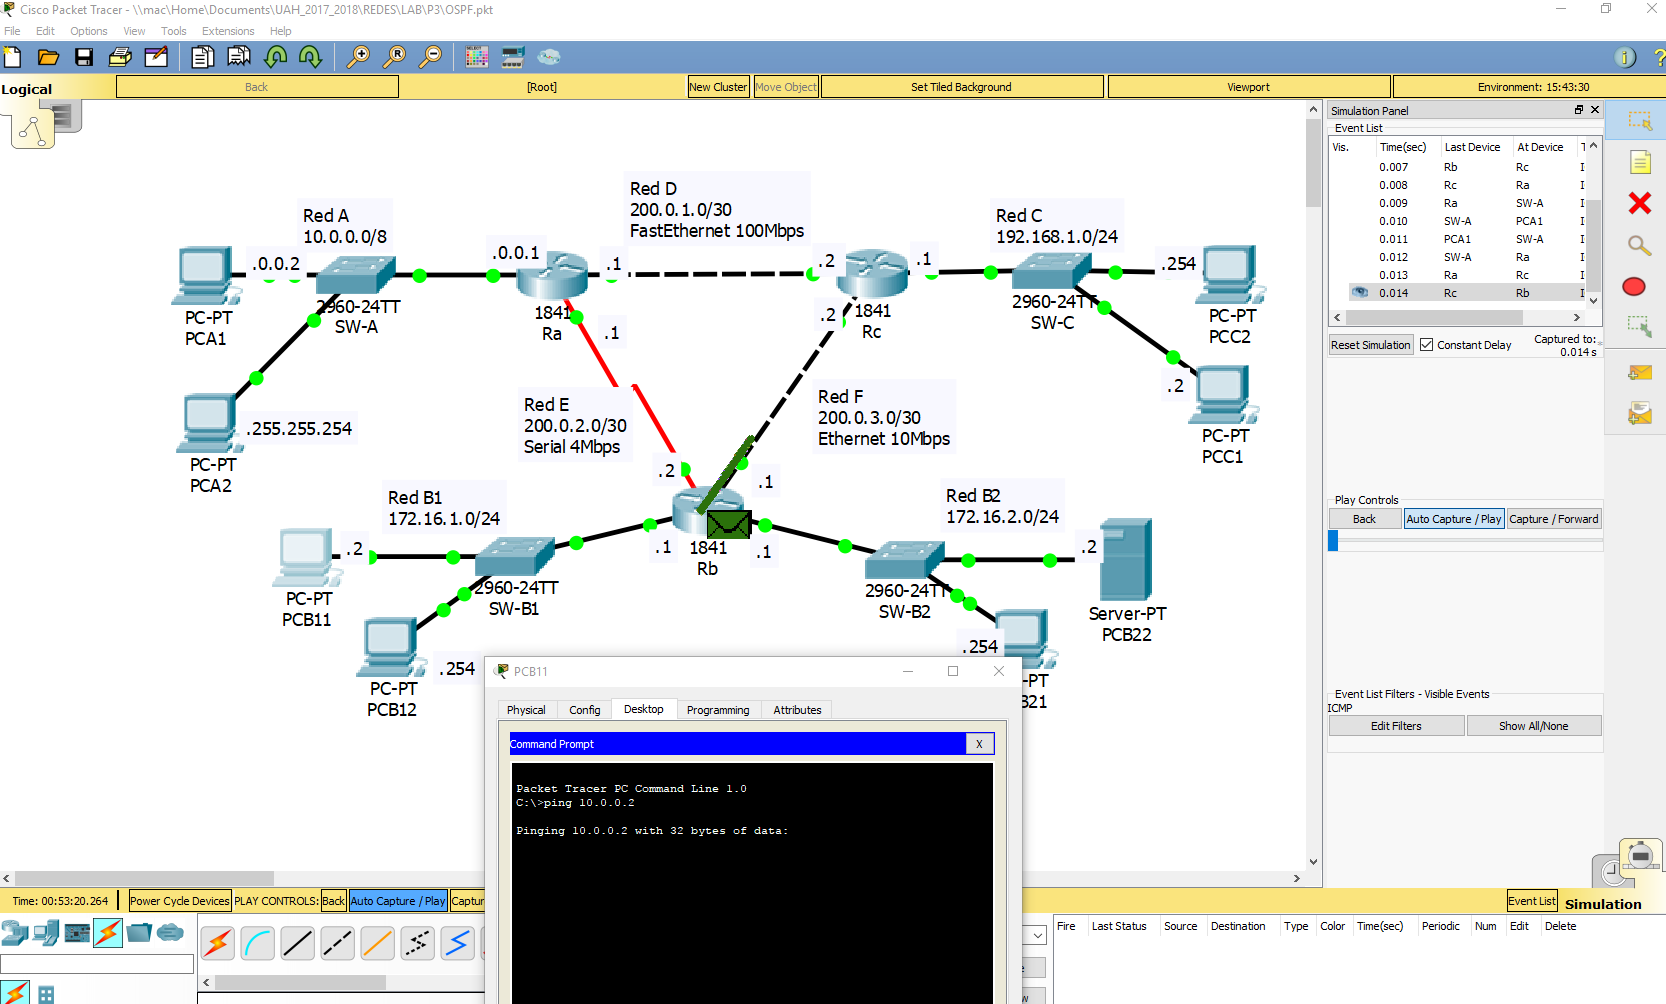 Cisco Packet Tracer - \\mac\Home\Documents\UAH_2017_2018\REDES\LAB\P3\OSPF.pkt
File Edit Options View Tools Extensions Help
Logical Back [Root] New Cluster Move Object Set Tiled Background Viewport Environment: 15:43:30
Red A
10.0.0.0/8
.0.0.2
PC-PT
PCA1
2960-24TT
SW-A
.0.0.1
1841
Ra
.1
.1
Red D
200.0.1.0/30
FastEthernet 100Mbps
.2
.1
.2
1841
Rc
Red C
192.168.1.0/24
2960-24TT
SW-C
.254
PC-PT
PCC2
.2
PC-PT
PCC1
.255.255.254
PC-PT
PCA2
Red E
200.0.2.0/30
Serial 4Mbps
Red F
200.0.3.0/30
Ethernet 10Mbps
.2
.1
Red B1
172.16.1.0/24
Red B2
172.16.2.0/24
.1
1841
Rb
.1
.2
PC-PT
PCB11
2960-24TT
SW-B1
.254
PC-PT
PCB12
2960-24TT
SW-B2
.2
Server-PT
PCB22
.254
-PT
B21
Simulation Panel
Event List
Vis. Time(sec) Last Device At Device
0.007 Rb Rc I
0.008 Rc Ra I
0.009 Ra SW-A I
0.010 SW-A PCA1 I
0.011 PCA1 SW-A I
0.012 SW-A Ra I
0.013 Ra Rc I
0.014 Rc Rb I
Reset Simulation Constant Delay Captured to:
0.014 s
Play Controls
Back Auto Capture / Play Capture / Forward
Event List Filters - Visible Events
ICMP
Edit Filters Show All/None
PCB11
Physical Config Desktop Programming Attributes
Command Prompt X
Packet Tracer PC Command Line 1.0
C:\>ping 10.0.0.2
Pinging 10.0.0.2 with 32 bytes of data:
Time: 00:53:20.264 Power Cycle Devices PLAY CONTROLS: Back Auto Capture / Play Captur
Event List Simulation
Fire Last Status Source Destination Type Color Time(sec) Periodic Num Edit Delete